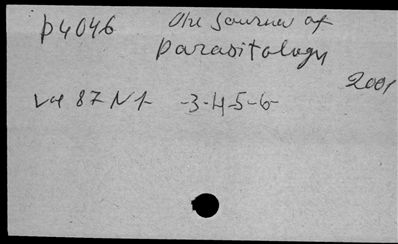 p4046 The Journal of
parasitology
2001
vol 87 N1 -3-4-5-6-